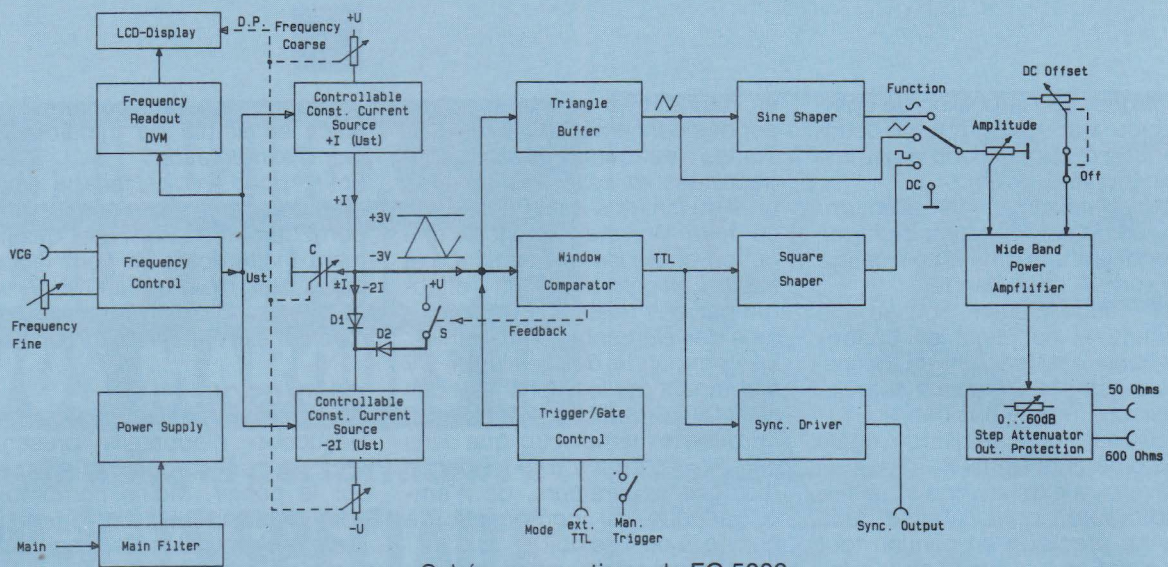 D.P.
LCD-Display
Frequency
Coarse
+U
Frequency
Readout
DVM
Controllable
Const. Current
Source
+I (Ust)
Triangle
Buffer
Sine Shaper
Function
DC Offset
Amplitude
Off
DC
+I
+3V
-3V
C
±I
-2I
VCG
Frequency
Control
Ust
Frequency
Fine
D1
D2
+U
S
Feedback
Window
Comparator
TTL
Square
Shaper
Wide Band
Power
Ampflifier
Power Supply
Controllable
Const. Current
Source
-2I (Ust)
-U
Trigger/Gate
Control
Sync. Driver
0...60dB
Step Attenuator
Out. Protection
50 Ohms
600 Ohms
Main
Main Filter
Mode
ext.
TTL
Man.
Trigger
Sync. Output